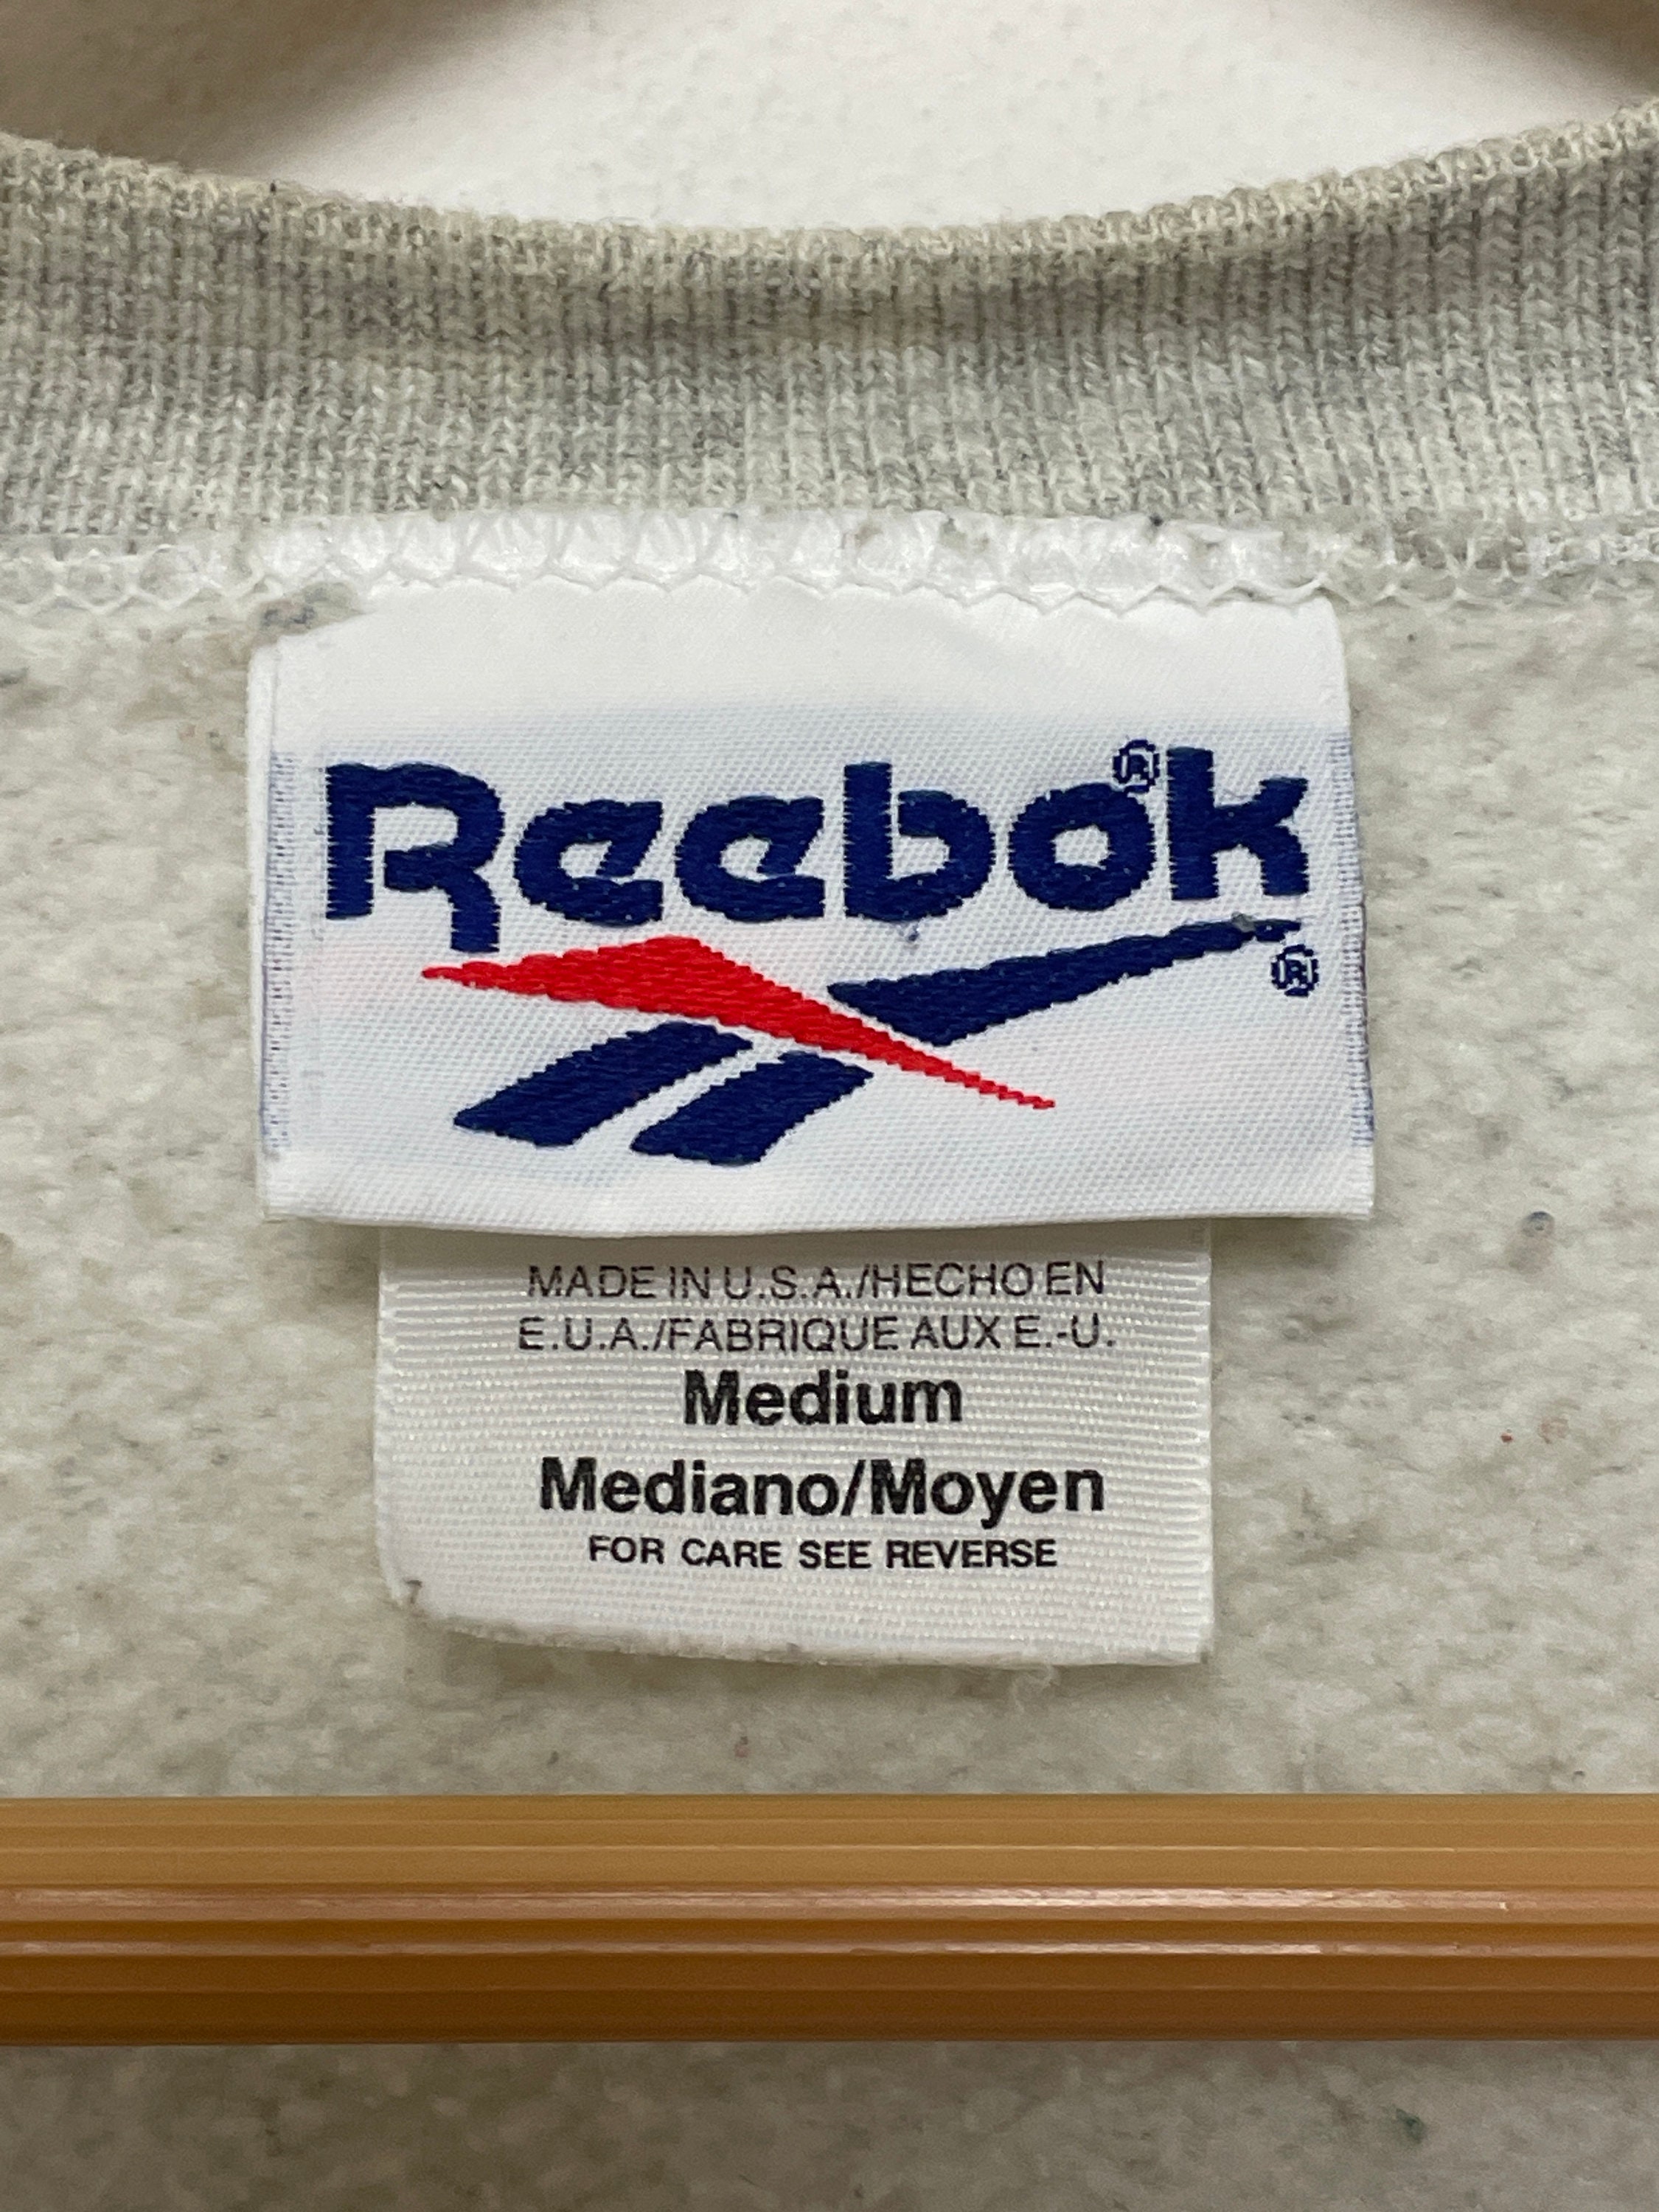 Reebok®
®
MADE IN U.S.A./HECHO EN
E.U.A./FABRIQUE AUX E.-U.
Medium
Mediano/Moyen
FOR CARE SEE REVERSE